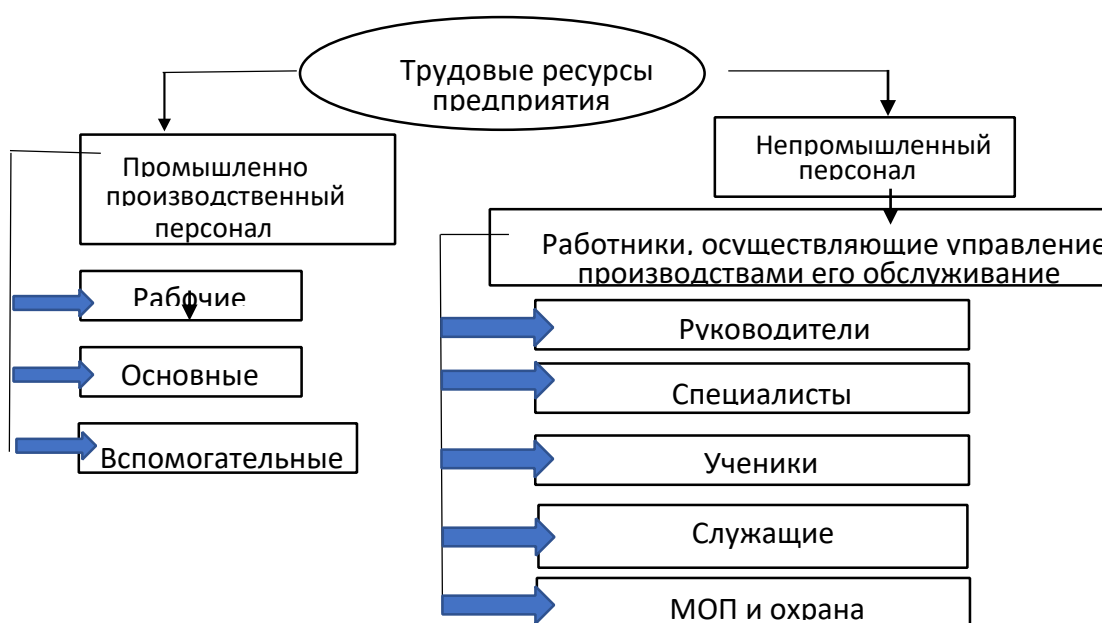 Трудовые ресурсы
предприятия
Промышленно
производственный
персонал
Непромышленный
персонал
Работники, осуществляющие управление
производствами его обслуживание
Рабочие
Основные
Вспомогательные
Руководители
Специалисты
Ученики
Служащие
МОП и охрана